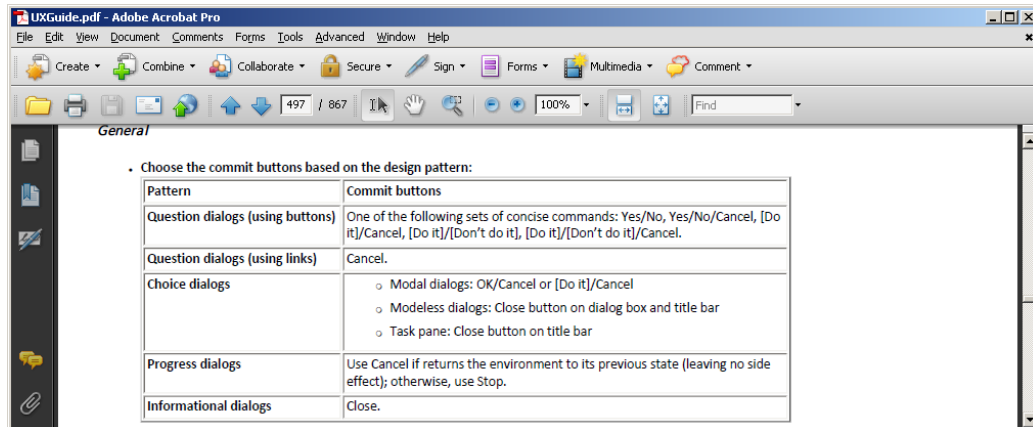 UXGuide.pdf - Adobe Acrobat Pro
File Edit View Document Comments Forms Tools Advanced Window Help
Create Combine Collaborate Secure Sign Forms Multimedia Comment
497 / 867 100% Find
General
• Choose the commit buttons based on the design pattern:
Pattern Commit buttons
Question dialogs (using buttons) One of the following sets of concise commands: Yes/No, Yes/No/Cancel, [Do
it]/Cancel, [Do it]/[Don't do it], [Do it]/[Don't do it]/Cancel.
Question dialogs (using links) Cancel.
Choice dialogs ○ Modal dialogs: OK/Cancel or [Do it]/Cancel
○ Modeless dialogs: Close button on dialog box and title bar
○ Task pane: Close button on title bar
Progress dialogs Use Cancel if returns the environment to its previous state (leaving no side
effect); otherwise, use Stop.
Informational dialogs Close.